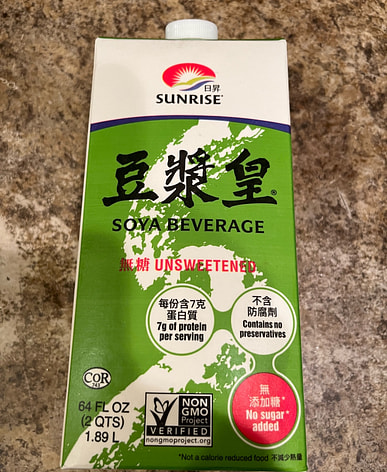 日昇
SUNRISE®
豆漿皇®
SOYA BEVERAGE
無糖 UNSWEETENED
每份含7克
蛋白質
7g of protein
per serving
不含
防腐劑
Contains no
preservatives
無
添加糖*
No sugar*
added
COR
64 FL OZ
(2 QTS)
1.89 L
NON
GMO
Project
VERIFIED
nongmoproject.org
*Not a calorie reduced food 不減少熱量